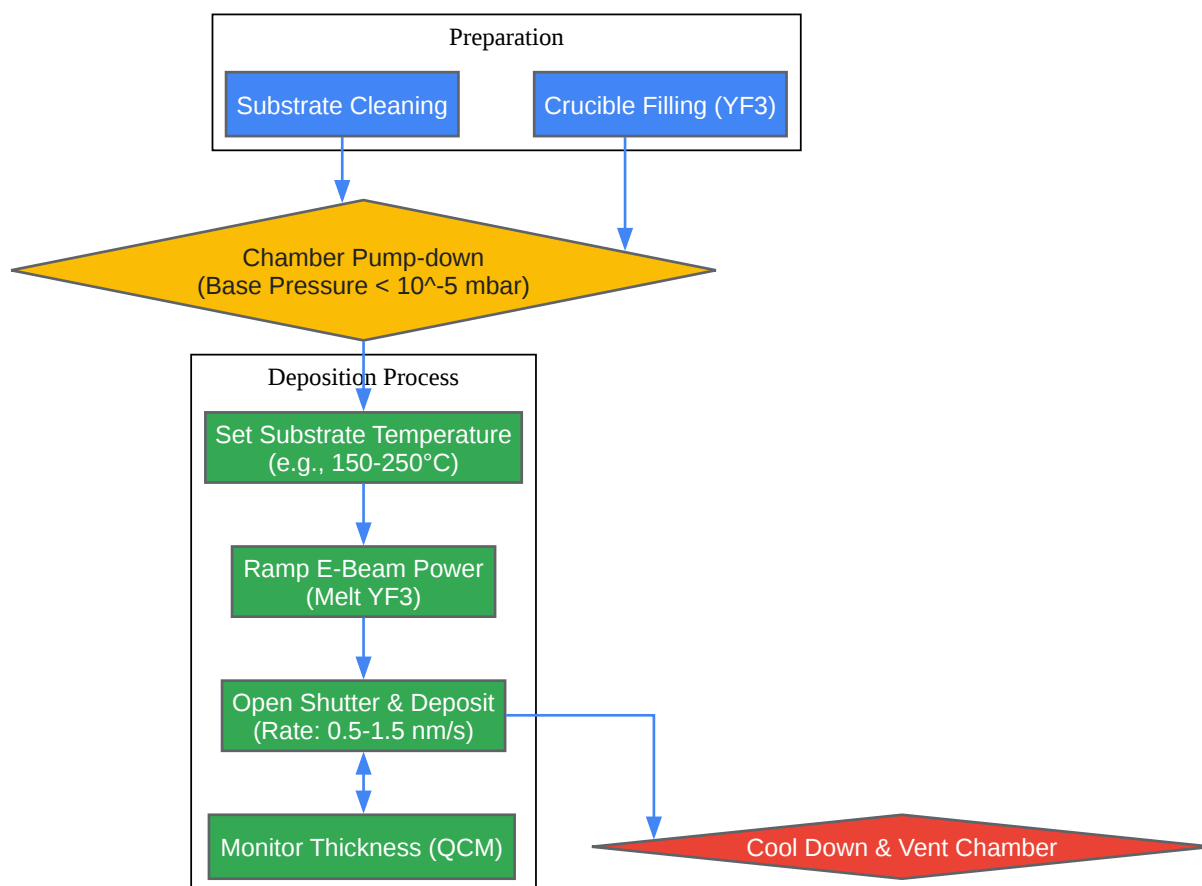 Preparation
Substrate Cleaning
Crucible Filling (YF3)
Chamber Pump-down
(Base Pressure < 10^-5 mbar)
Deposition Process
Set Substrate Temperature
(e.g., 150-250°C)
Ramp E-Beam Power
(Melt YF3)
Open Shutter & Deposit
(Rate: 0.5-1.5 nm/s)
Monitor Thickness (QCM)
Cool Down & Vent Chamber